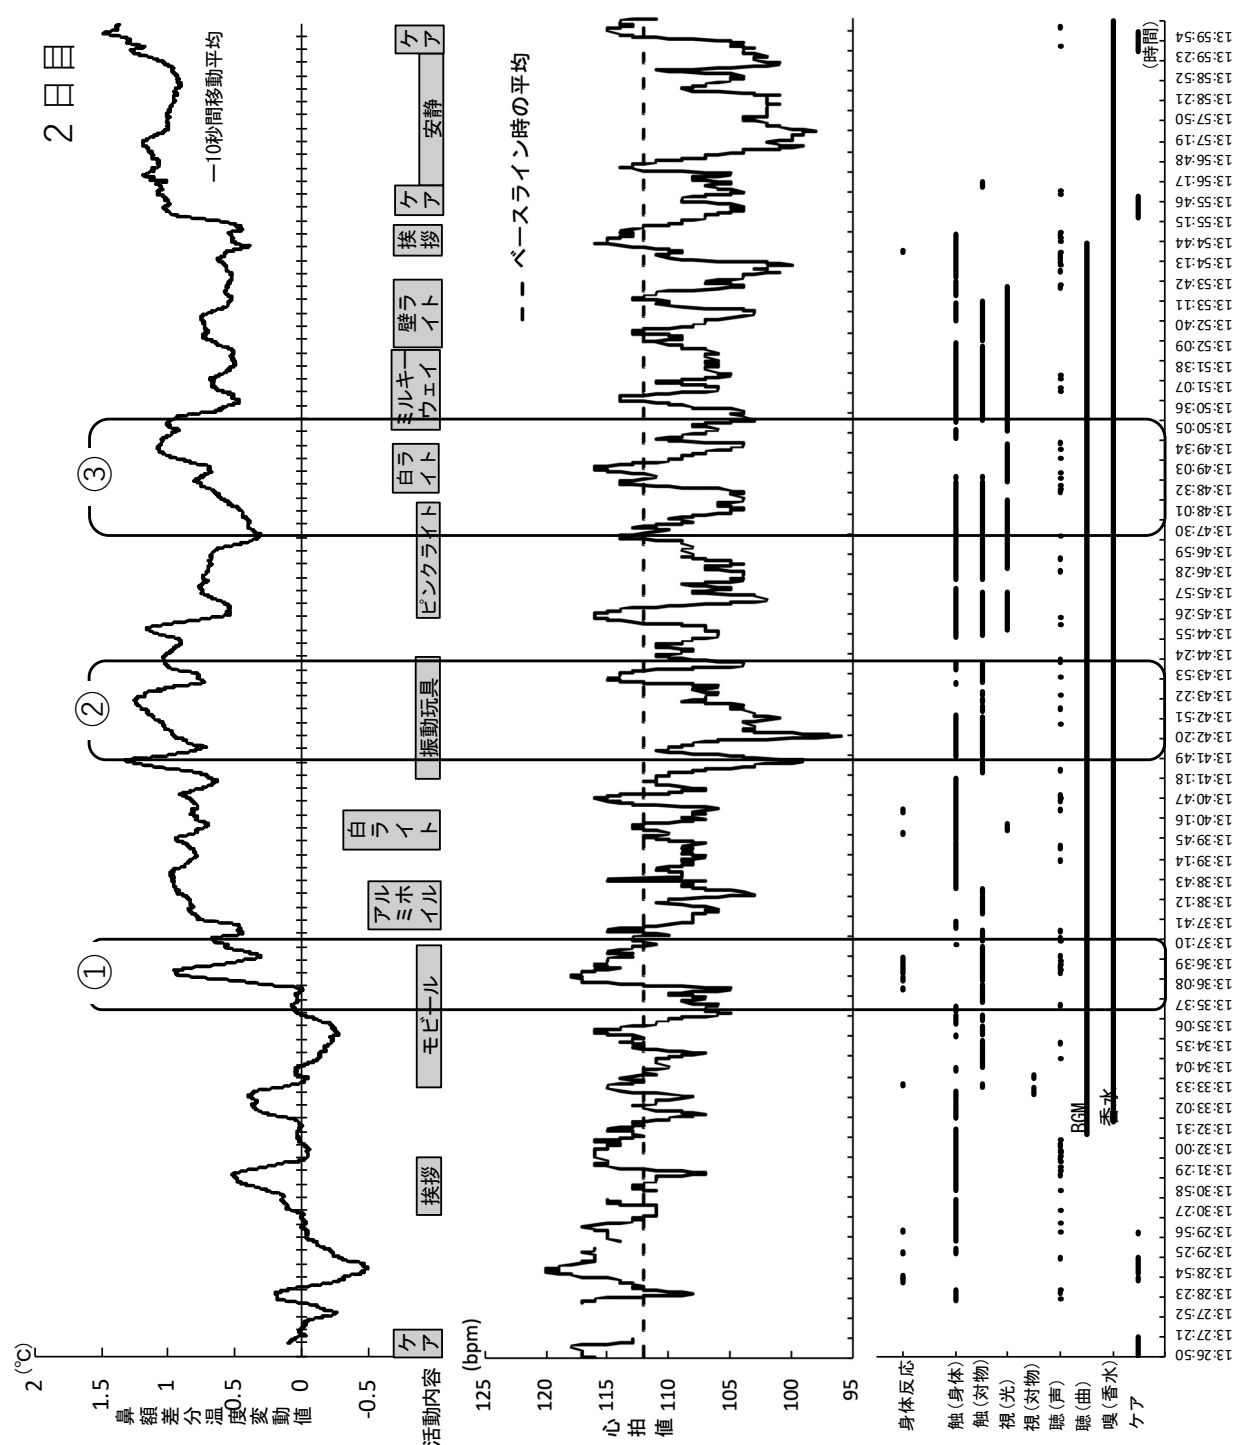 2日目
―10秒間移動平均
①
②
③
2
(℃)
1.5
1
0.5
0
-0.5
鼻額差分温度変動値
活動内容
ケア
挨拶
モビール
アルミホイル
白ライト
振動玩具
ピンクライト
白ライト
ミルキーウェイ
壁ライト
挨拶
ケア
安静
ケア
ベースライン時の平均
(bpm)
125
120
115
110
105
100
95
心拍値
身体反応
触(身体)
触(対物)
視(光)
視(対物)
聴(声)
聴(曲)
嗅(香水)
ケア
BGM
香水
(時間)
13:26:50
13:27:21
13:27:52
13:28:23
13:28:54
13:29:25
13:29:56
13:30:27
13:30:58
13:31:29
13:32:00
13:32:31
13:33:02
13:33:33
13:34:04
13:34:35
13:35:06
13:35:37
13:36:08
13:36:39
13:37:10
13:37:41
13:38:12
13:38:43
13:39:14
13:39:45
13:40:16
13:40:47
13:41:18
13:41:49
13:42:20
13:42:51
13:43:22
13:43:53
13:44:24
13:44:55
13:45:26
13:45:57
13:46:28
13:46:59
13:47:30
13:48:01
13:48:32
13:49:03
13:49:34
13:50:05
13:50:36
13:51:07
13:51:38
13:52:09
13:52:40
13:53:11
13:53:42
13:54:13
13:54:44
13:55:15
13:55:46
13:56:17
13:56:48
13:57:19
13:57:50
13:58:21
13:58:52
13:59:23
13:59:54